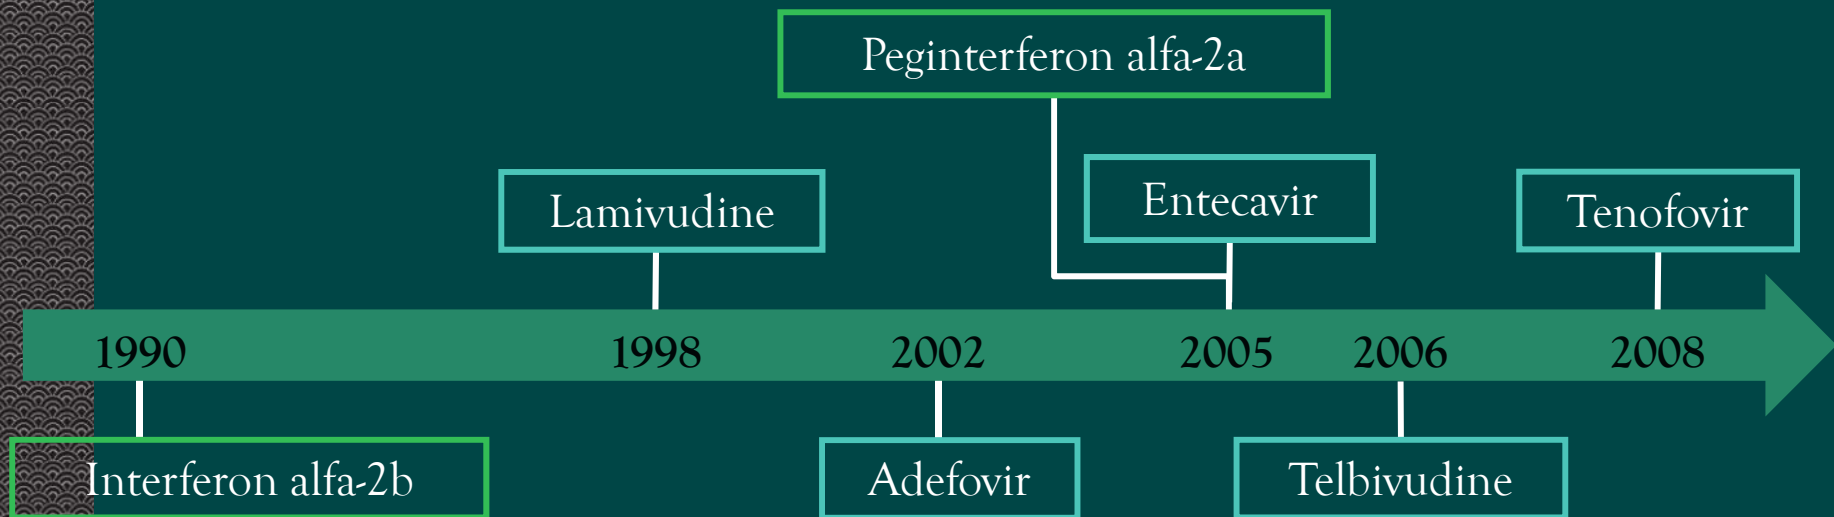 Peginterferon alfa-2a
Lamivudine
Entecavir
Tenofovir
1990
1998
2002
2005
2006
2008
Interferon alfa-2b
Adefovir
Telbivudine